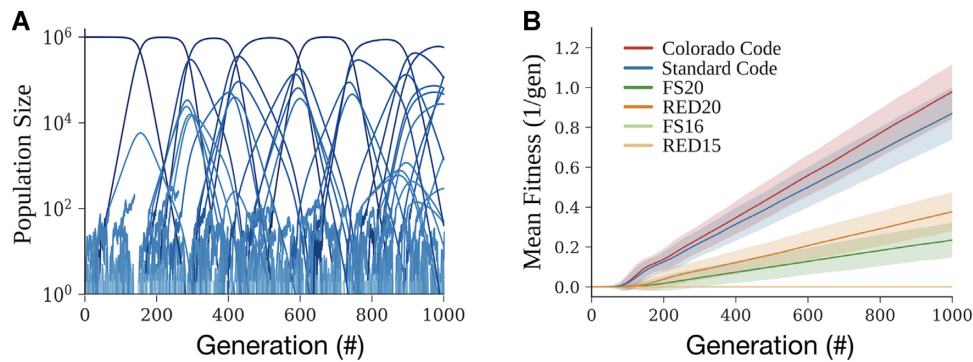 A
Population Size
10^6
10^4
10^2
10^0
0 200 400 600 800 1000
Generation (#)
B
Mean Fitness (1/gen)
1.2
1.0
0.8
0.6
0.4
0.2
0.0
Colorado Code
Standard Code
FS20
RED20
FS16
RED15
0 200 400 600 800 1000
Generation (#)